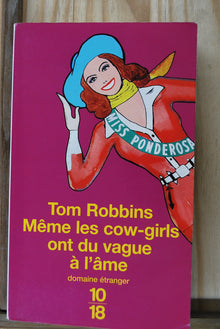 MISS PONDEROSA
Tom Robbins
Même les cow-girls
ont du vague
à l'âme
domaine étranger
10
18